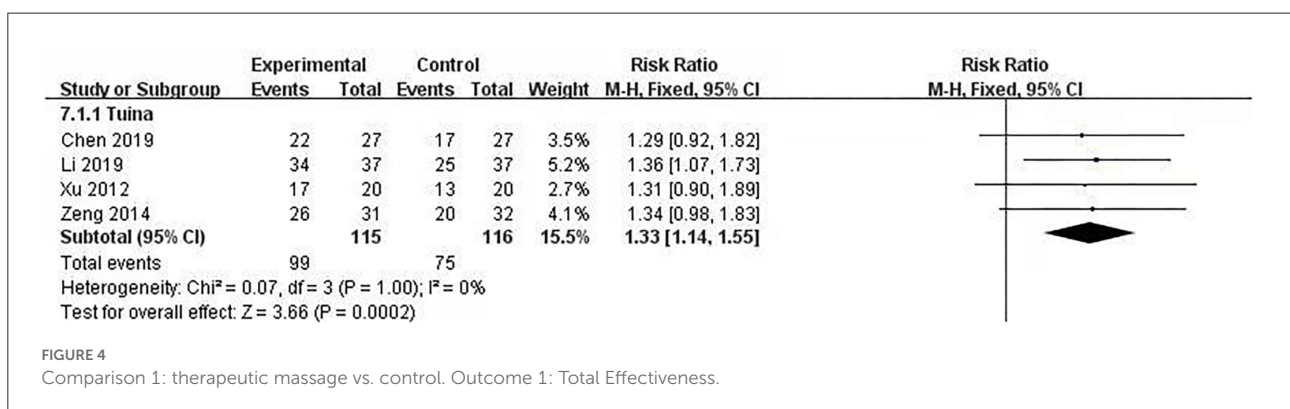 Experimental Control Risk Ratio Risk Ratio
Study or Subgroup Events Total Events Total Weight M-H, Fixed, 95% CI M-H, Fixed, 95% CI
7.1.1 Tuina
Chen 2019 22 27 17 27 3.5% 1.29 [0.92, 1.82]
Li 2019 34 37 25 37 5.2% 1.36 [1.07, 1.73]
Xu 2012 17 20 13 20 2.7% 1.31 [0.90, 1.89]
Zeng 2014 26 31 20 32 4.1% 1.34 [0.98, 1.83]
Subtotal (95% CI) 115 116 15.5% 1.33 [1.14, 1.55]
Total events 99 75
Heterogeneity: Chi² = 0.07, df = 3 (P = 1.00); I² = 0%
Test for overall effect: Z = 3.66 (P = 0.0002)
FIGURE 4
Comparison 1: therapeutic massage vs. control. Outcome 1: Total Effectiveness.